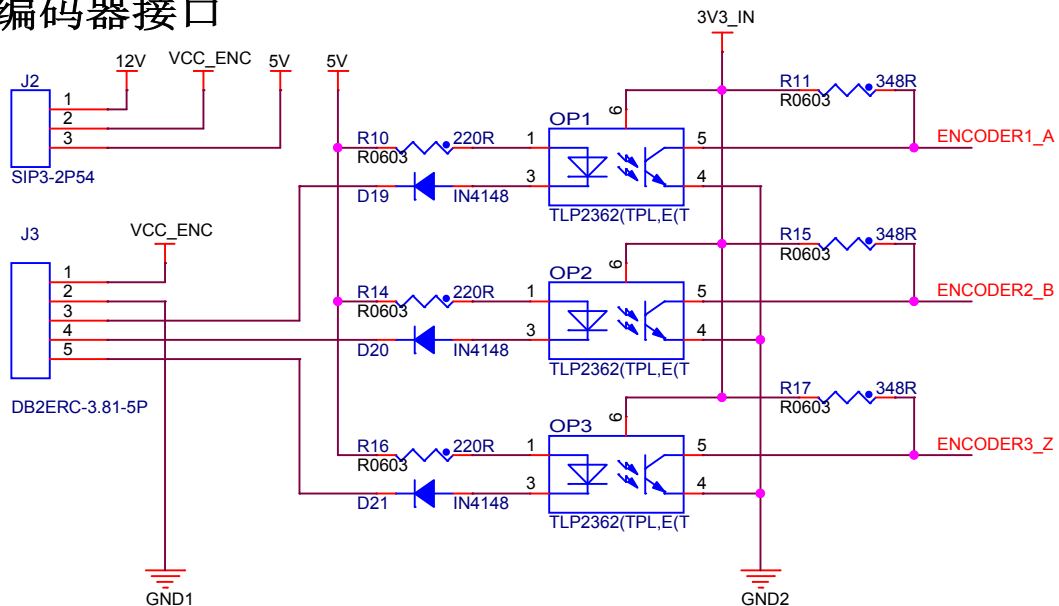 编码器接口
3V3_IN
12V
VCC_ENC
5V
5V
J2
1
2
3
SIP3-2P54
R10
220R
R0603
D19
IN4148
OP1
1
3
6
5
4
TLP2362(TPL,E(T
R11
348R
R0603
ENCODER1_A
J3
VCC_ENC
1
2
3
4
5
DB2ERC-3.81-5P
R14
220R
R0603
D20
IN4148
OP2
1
3
6
5
4
TLP2362(TPL,E(T
R15
348R
R0603
ENCODER2_B
R16
220R
R0603
D21
IN4148
OP3
1
3
6
5
4
TLP2362(TPL,E(T
R17
348R
R0603
ENCODER3_Z
GND1
GND2